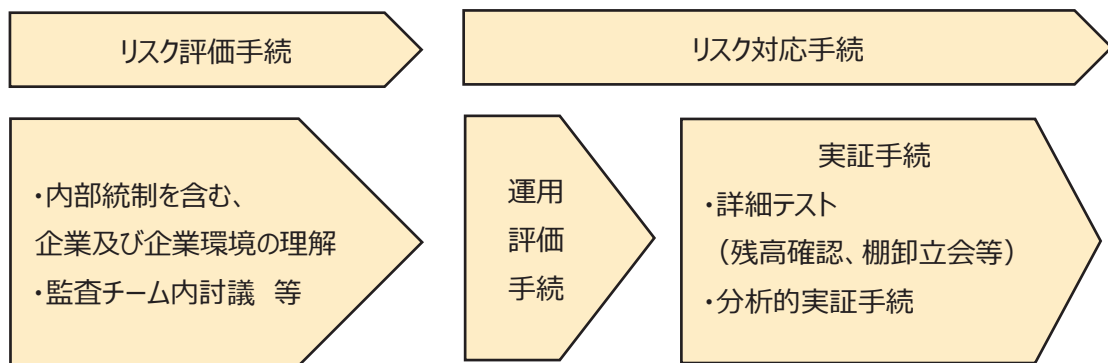 リスク評価手続
リスク対応手続
・内部統制を含む、
企業及び企業環境の理解
・監査チーム内討議 等
運用
評価
手続
実証手続
・詳細テスト
（残高確認、棚卸立会等）
・分析的実証手続